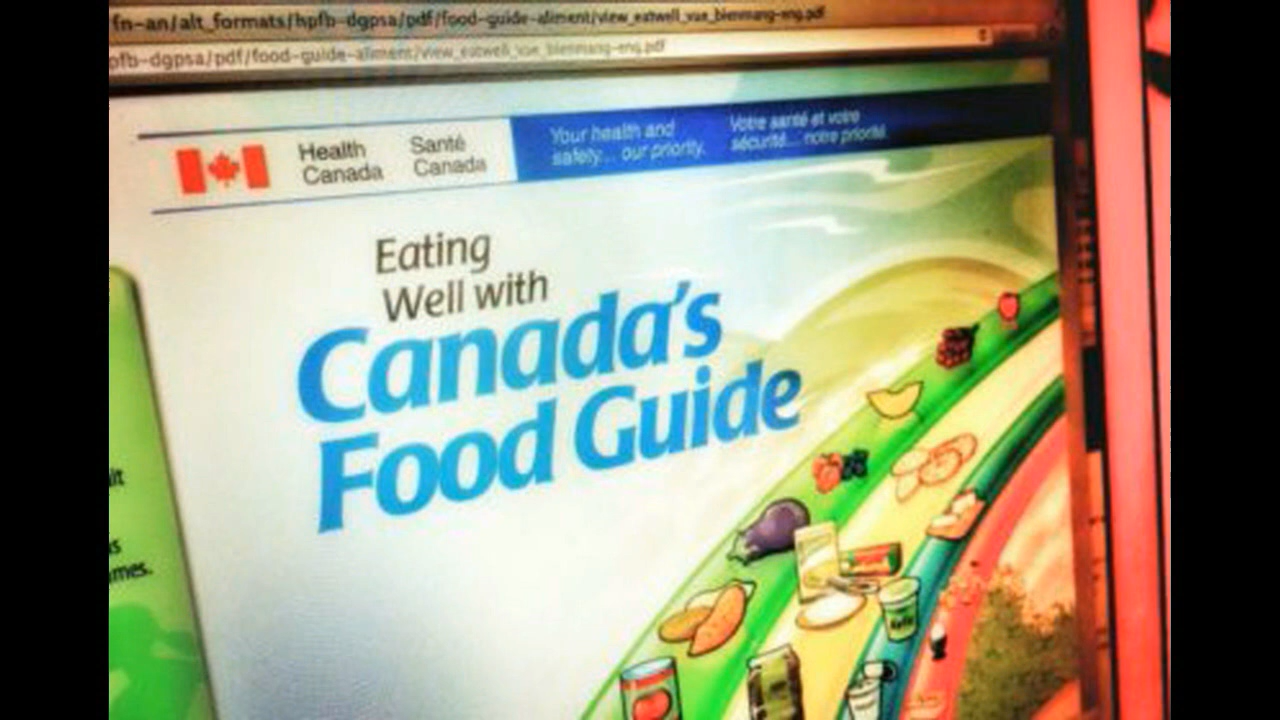 fn-an/alt_formats/hpfb-dgpsa/pdf/food-guide-aliment/view_eatwell_vue_bienmang-eng.pdf
pfb-dgpsa/pdf/food-guide-aliment/view_eatwell_vue_bienmang-eng.pdf
Health Canada
Santé Canada
Your health and
safety... our priority.
Votre santé et votre
sécurité... notre priorité.
Eating
Well with
Canada's
Food Guide
mes.